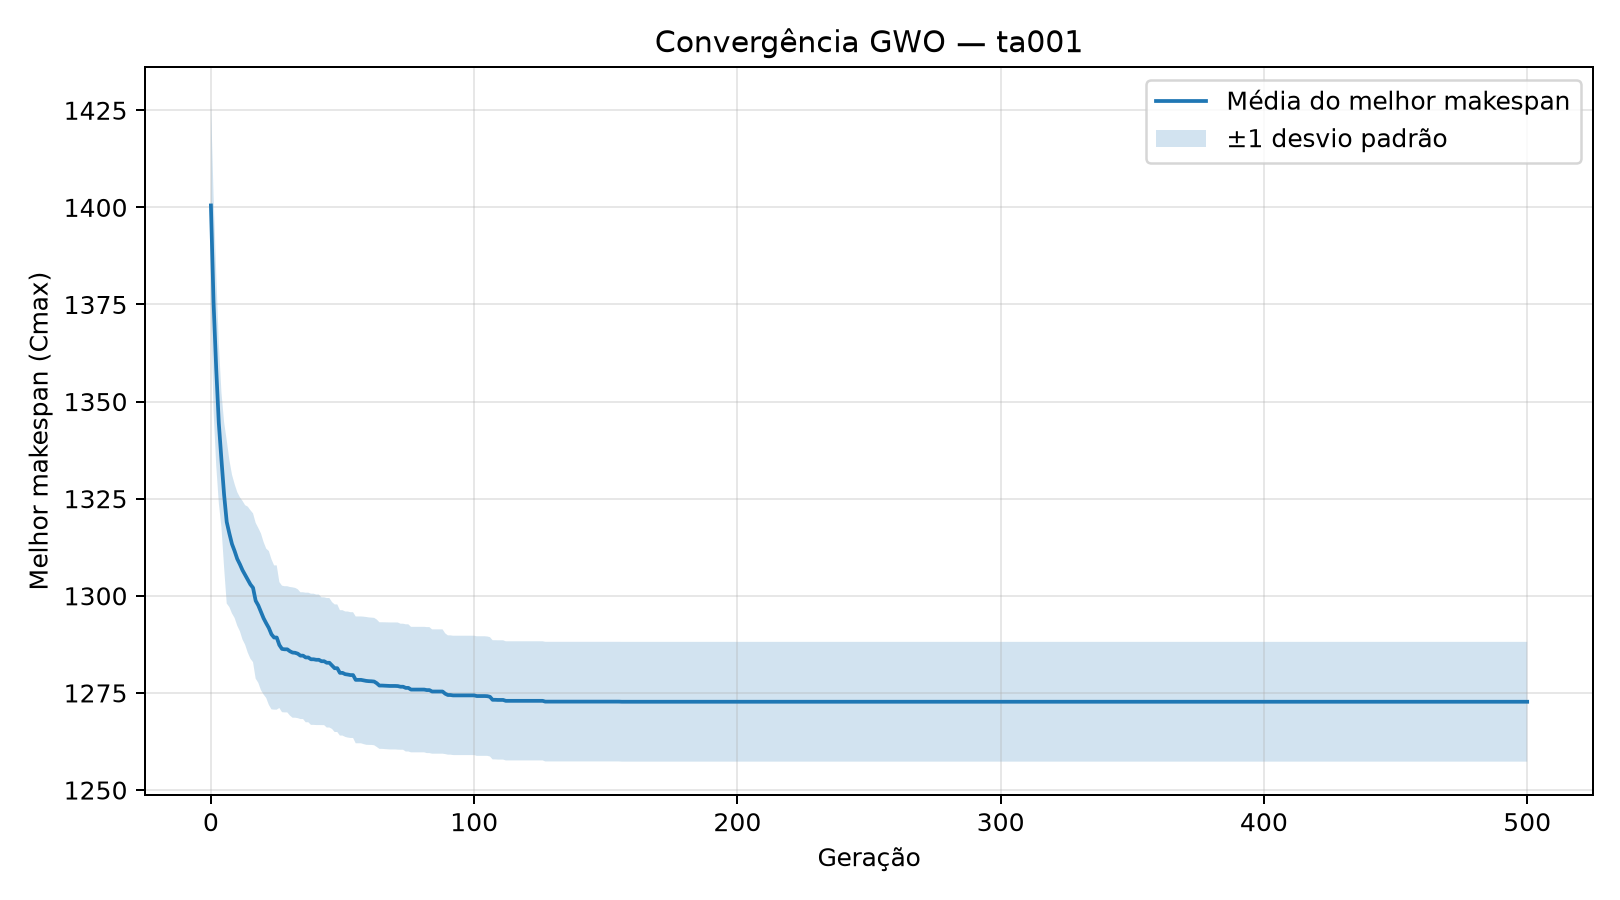 Convergência GWO — ta001
Média do melhor makespan
±1 desvio padrão
Melhor makespan (Cmax)
1425
1400
1375
1350
1325
1300
1275
1250
0 100 200 300 400 500
Geração